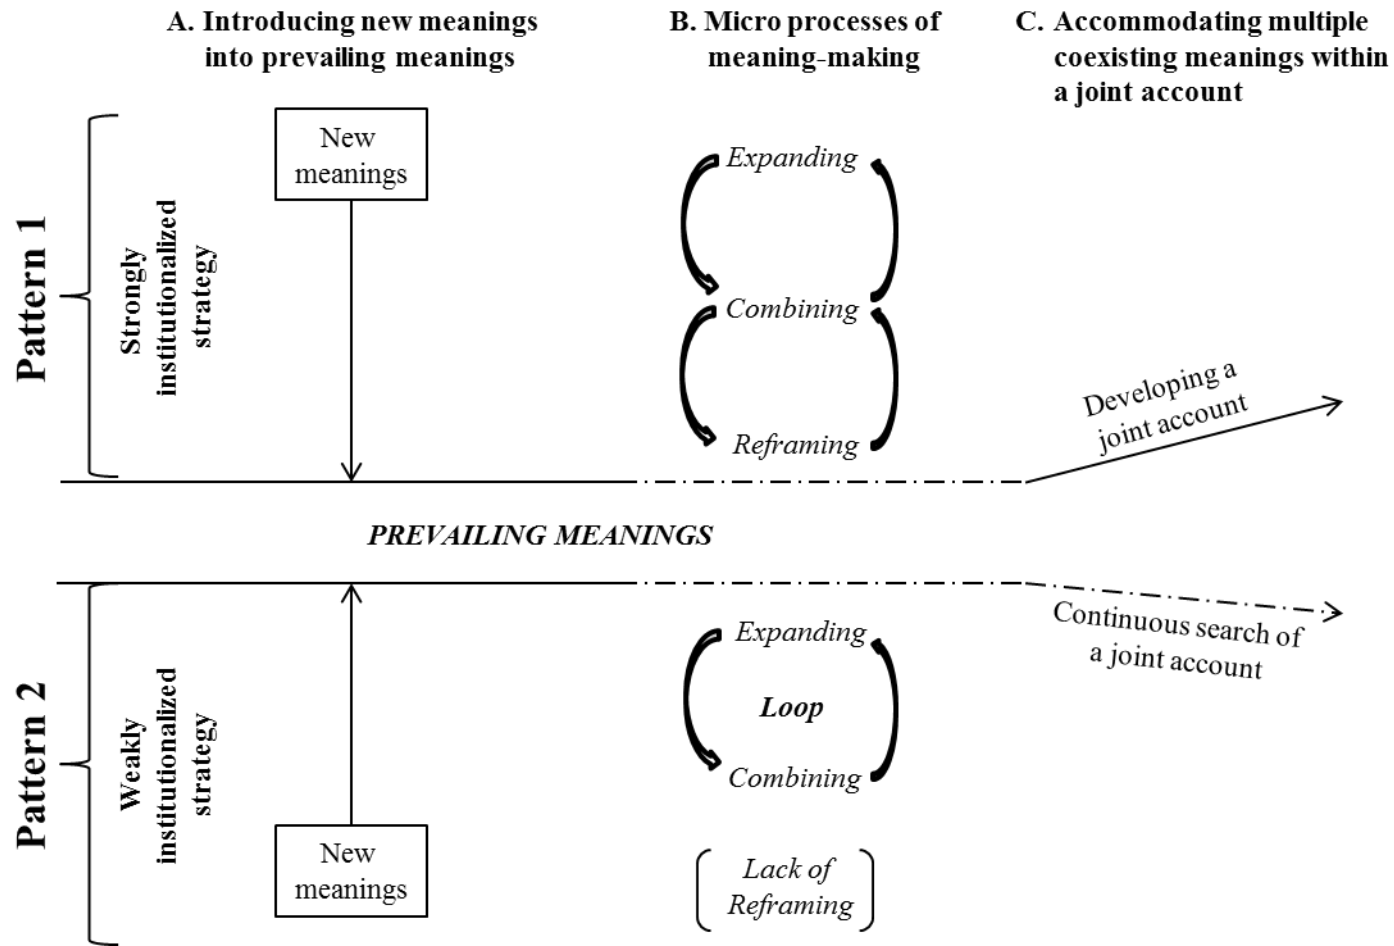 A. Introducing new meanings
into prevailing meanings
B. Micro processes of
meaning-making
C. Accommodating multiple
coexisting meanings within
a joint account
Pattern 1
Strongly
institutionalized
strategy
New
meanings
Expanding
Combining
Reframing
Developing a
joint account
PREVAILING MEANINGS
Pattern 2
Weakly
institutionalized
strategy
New
meanings
Expanding
Loop
Combining
Lack of
Reframing
Continuous search of
a joint account